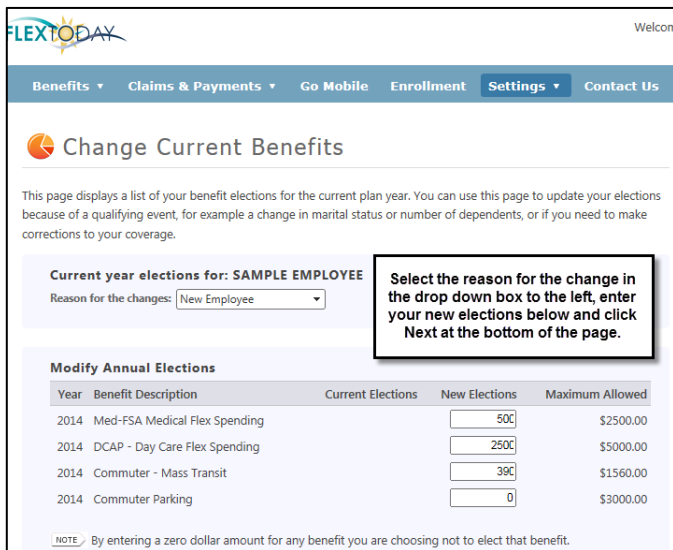 FLEXTODAY
Welcom
Benefits ▾ Claims & Payments ▾ Go Mobile Enrollment Settings ▾ Contact Us
Change Current Benefits
This page displays a list of your benefit elections for the current plan year. You can use this page to update your elections
because of a qualifying event, for example a change in marital status or number of dependents, or if you need to make
corrections to your coverage.
Current year elections for: SAMPLE EMPLOYEE
Reason for the changes: New Employee
Select the reason for the change in
the drop down box to the left, enter
your new elections below and click
Next at the bottom of the page.
Modify Annual Elections
Year Benefit Description Current Elections New Elections Maximum Allowed
2014 Med-FSA Medical Flex Spending 500 $2500.00
2014 DCAP - Day Care Flex Spending 2500 $5000.00
2014 Commuter - Mass Transit 390 $1560.00
2014 Commuter Parking 0 $3000.00
NOTE By entering a zero dollar amount for any benefit you are choosing not to elect that benefit.